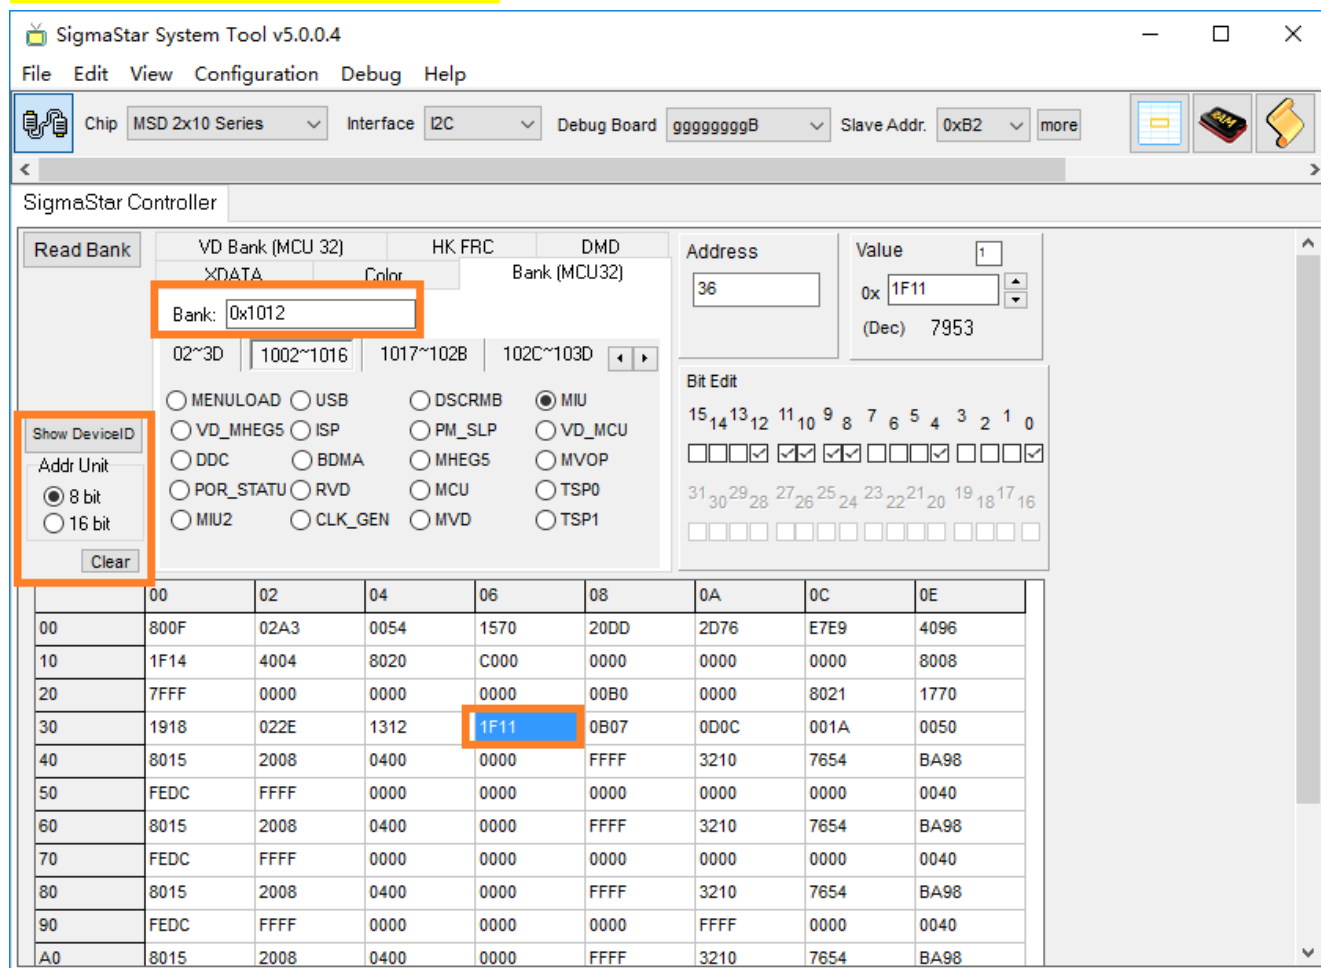 SigmaStar System Tool v5.0.0.4
File Edit View Configuration Debug Help
Chip MSD 2x10 Series Interface I2C Debug Board ggggggggB Slave Addr. 0xB2 more
RAM
SigmaStar Controller
Read Bank
VD Bank (MCU 32) HK FRC DMD
XDATA Color Bank (MCU32)
Bank: 0x1012
02~3D 1002~1016 1017~102B 102C~103D
MENULOAD USB DSCRMB MIU
VD_MHEG5 ISP PM_SLP VD_MCU
DDC BDMA MHEG5 MVOP
POR_STATU RVD MCU TSP0
MIU2 CLK_GEN MVD TSP1
Show DeviceID
Addr Unit
8 bit
16 bit
Clear
Address
36
Value 1
0x 1F11
(Dec) 7953
Bit Edit
15 14 13 12 11 10 9 8 7 6 5 4 3 2 1 0
31 30 29 28 27 26 25 24 23 22 21 20 19 18 17 16
00 02 04 06 08 0A 0C 0E
00 800F 02A3 0054 1570 20DD 2D76 E7E9 4096
10 1F14 4004 8020 C000 0000 0000 0000 8008
20 7FFF 0000 0000 0000 00B0 0000 8021 1770
30 1918 022E 1312 1F11 0B07 0D0C 001A 0050
40 8015 2008 0400 0000 FFFF 3210 7654 BA98
50 FEDC FFFF 0000 0000 0000 0000 0000 0040
60 8015 2008 0400 0000 FFFF 3210 7654 BA98
70 FEDC FFFF 0000 0000 0000 0000 0000 0040
80 8015 2008 0400 0000 FFFF 3210 7654 BA98
90 FEDC FFFF 0000 0000 0000 FFFF 0000 0040
A0 8015 2008 0400 0000 FFFF 3210 7654 BA98